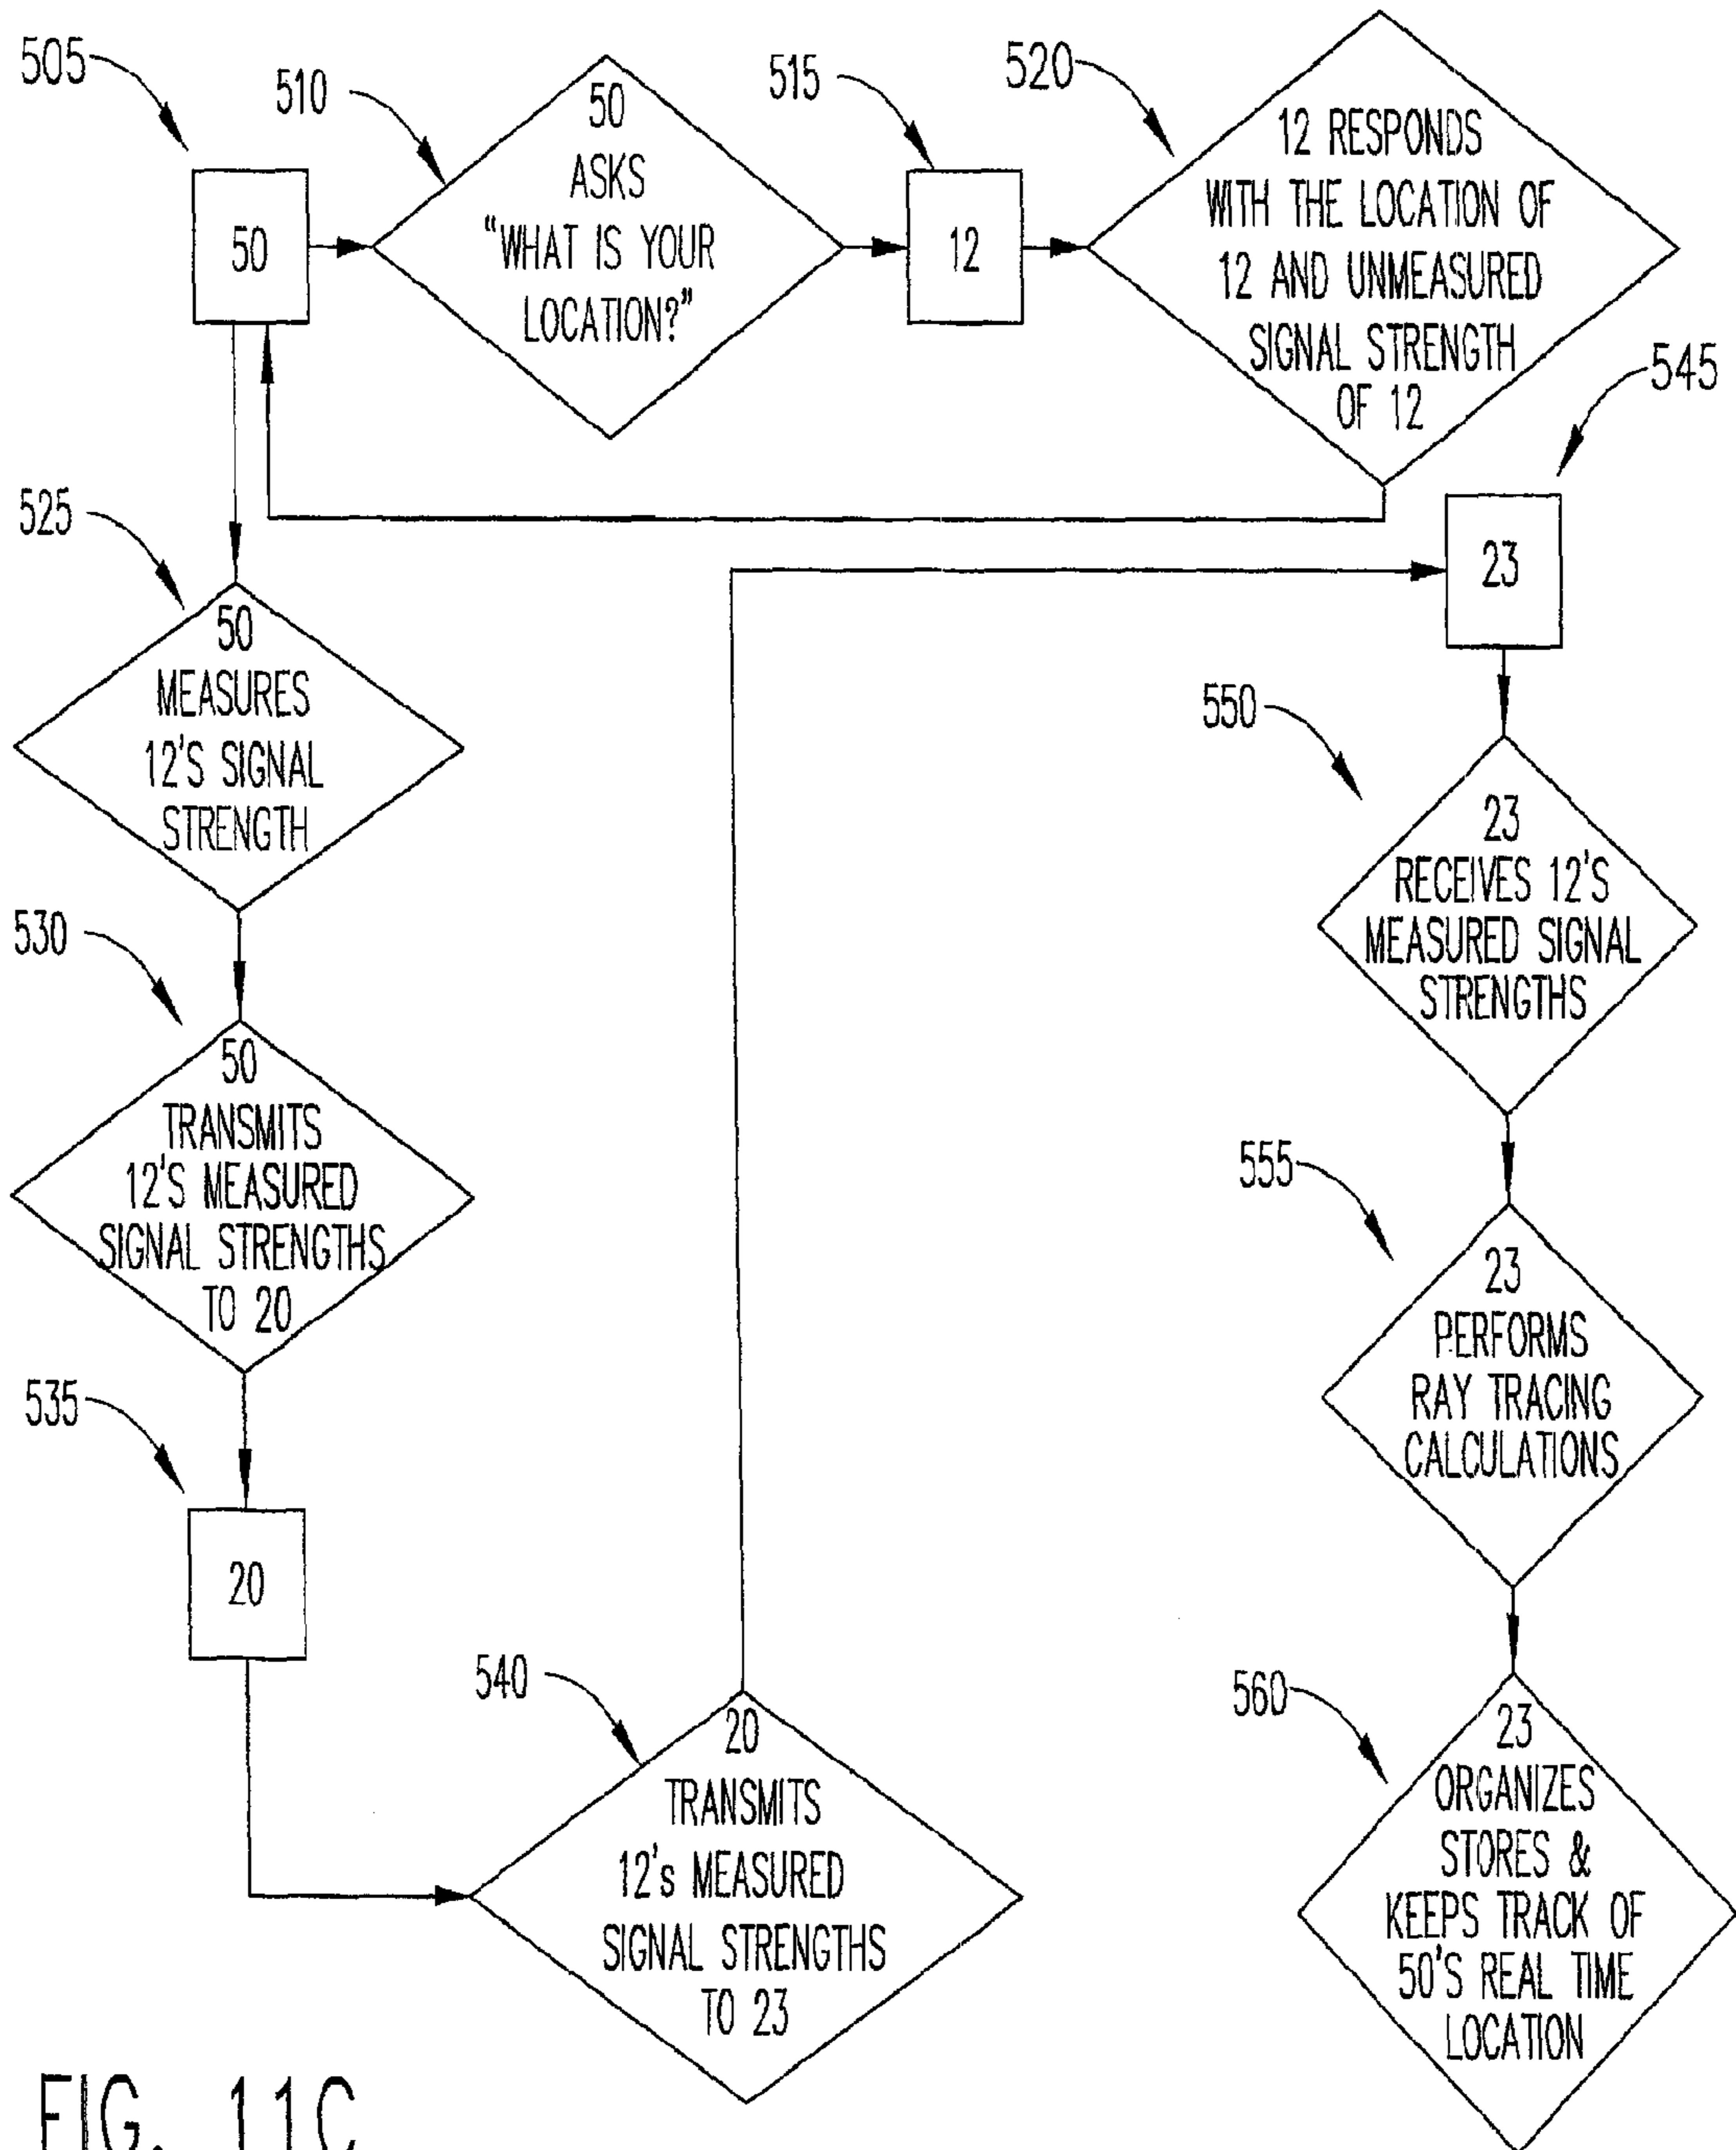 505
50
510
50
ASKS
“WHAT IS YOUR
LOCATION?”
515
12
520
12 RESPONDS
WITH THE LOCATION OF
12 AND UNMEASURED
SIGNAL STRENGTH
OF 12
525
50
MEASURES
12'S SIGNAL
STRENGTH
530
50
TRANSMITS
12'S MEASURED
SIGNAL STRENGTHS
TO 20
535
20
540
20
TRANSMITS
12's MEASURED
SIGNAL STRENGTHS
TO 23
545
23
550
23
RECEIVES 12'S
MEASURED SIGNAL
STRENGTHS
555
23
PERFORMS
RAY TRACING
CALCULATIONS
560
23
ORGANIZES
STORES &
KEEPS TRACK OF
50'S REAL TIME
LOCATION
FIG. 11C